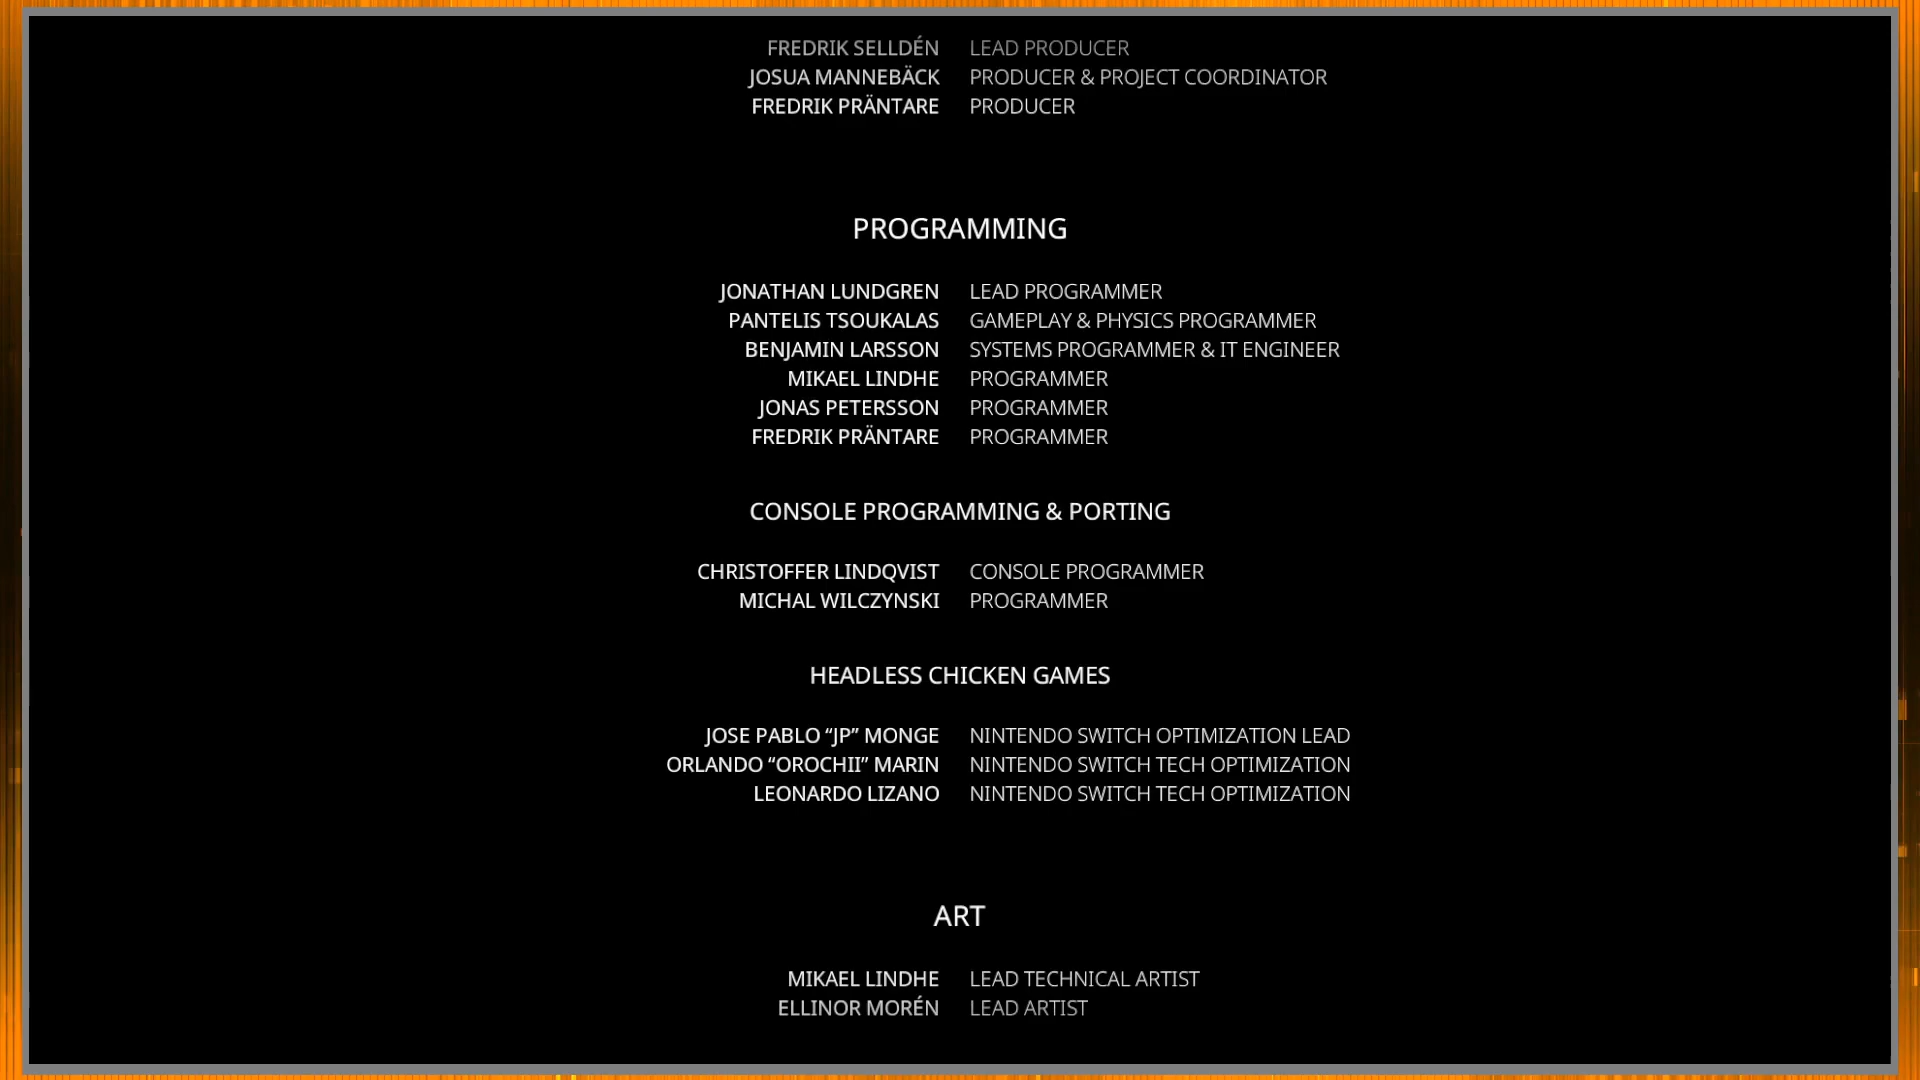 FREDRIK SELLDÉN LEAD PRODUCER
JOSUA MANNEBÄCK PRODUCER & PROJECT COORDINATOR
FREDRIK PRÄNTARE PRODUCER
PROGRAMMING
JONATHAN LUNDGREN LEAD PROGRAMMER
PANTELIS TSOUKALAS GAMEPLAY & PHYSICS PROGRAMMER
BENJAMIN LARSSON SYSTEMS PROGRAMMER & IT ENGINEER
MIKAEL LINDHE PROGRAMMER
JONAS PETERSSON PROGRAMMER
FREDRIK PRÄNTARE PROGRAMMER
CONSOLE PROGRAMMING & PORTING
CHRISTOFFER LINDQVIST CONSOLE PROGRAMMER
MICHAL WILCZYNSKI PROGRAMMER
HEADLESS CHICKEN GAMES
JOSE PABLO “JP” MONGE NINTENDO SWITCH OPTIMIZATION LEAD
ORLANDO “OROCHII” MARIN NINTENDO SWITCH TECH OPTIMIZATION
LEONARDO LIZANO NINTENDO SWITCH TECH OPTIMIZATION
ART
MIKAEL LINDHE LEAD TECHNICAL ARTIST
ELLINOR MORÉN LEAD ARTIST